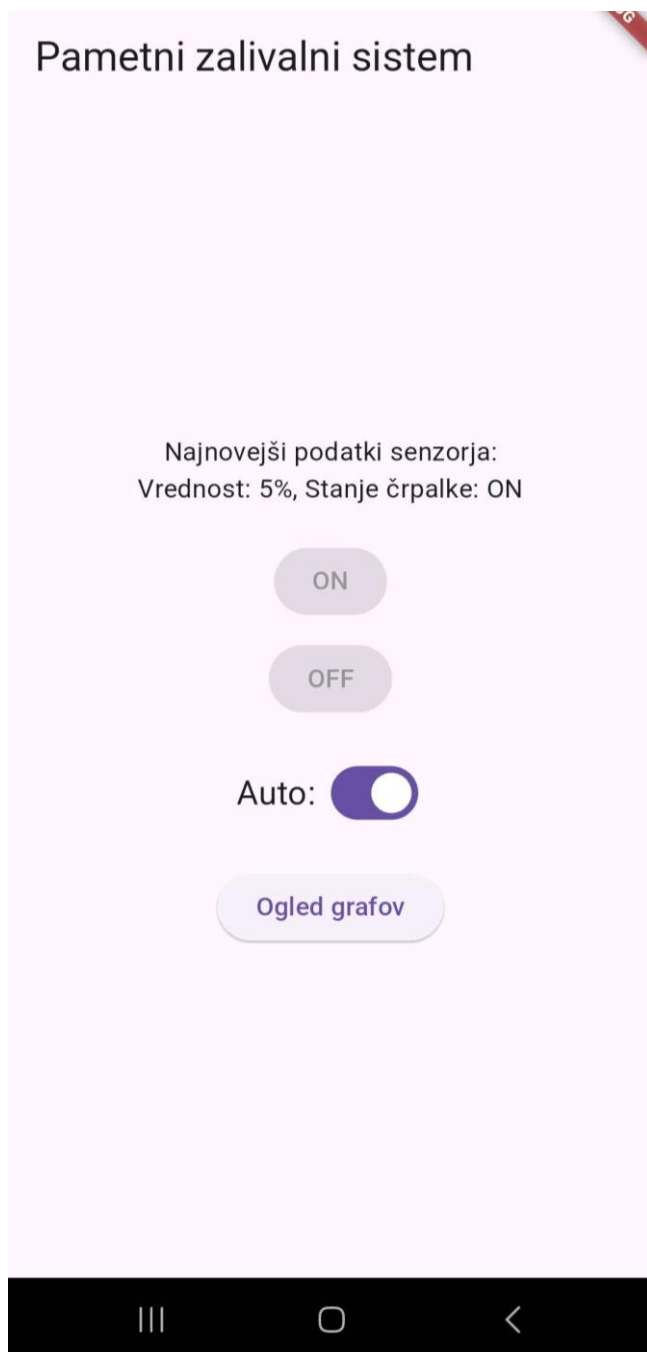 Pametni zalivalni sistem
Najnovejši podatki senzorja:
Vrednost: 5%, Stanje črpalke: ON
ON
OFF
Auto:
Ogled grafov